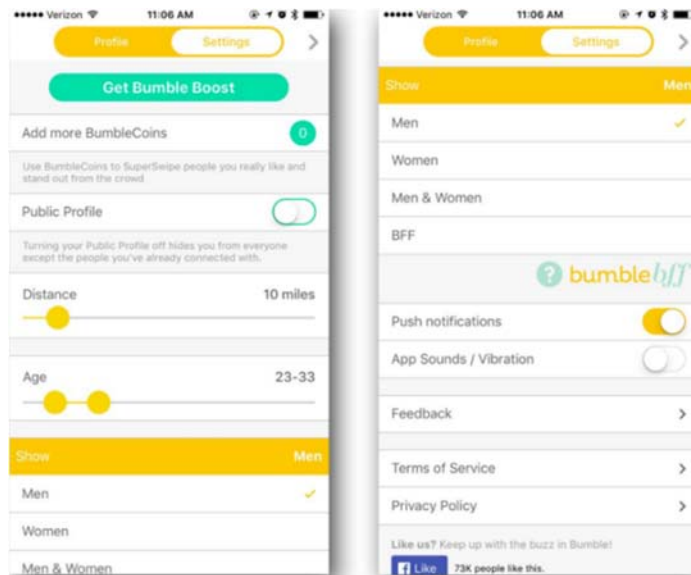 Verizon 11:06 AM
Profile Settings
Get Bumble Boost
Add more BumbleCoins 0
Use BumbleCoins to SuperSwipe people you really like and
stand out from the crowd
Public Profile
Turning your Public Profile off hides you from everyone
except the people you've already connected with.
Distance 10 miles
Age 23-33
Show Men
Men
Women
Men & Women
Verizon 11:06 AM
Profile Settings
Show Men
Men
Women
Men & Women
BFF
? bumble bff
Push notifications
App Sounds / Vibration
Feedback
Terms of Service
Privacy Policy
Like us? Keep up with the buzz in Bumble!
f Like 73K people like this.